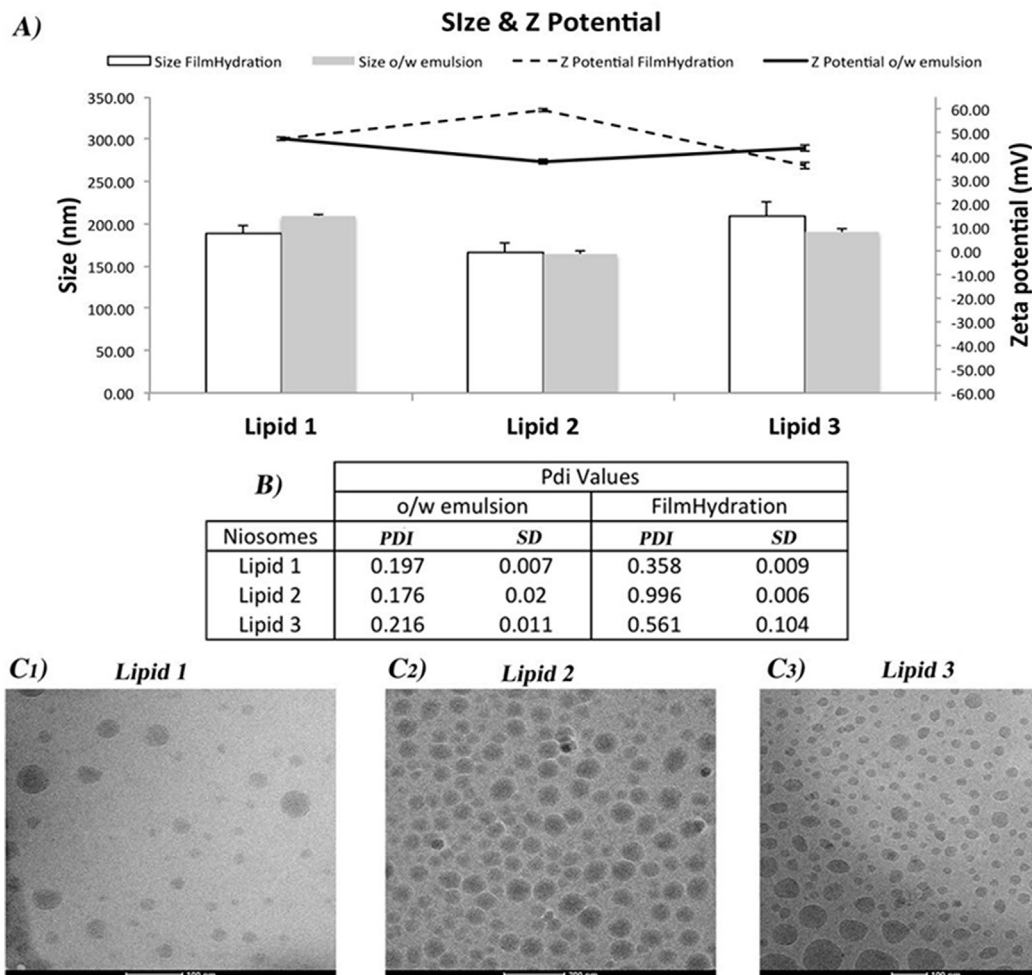 A)
SIze & Z Potential
Size FilmHydration Size o/w emulsion Z Potential FilmHydration Z Potential o/w emulsion
350.00
300.00
250.00
200.00
150.00
100.00
50.00
0.00
Size (nm)
60.00
50.00
40.00
30.00
20.00
10.00
0.00
-10.00
-20.00
-30.00
-40.00
-50.00
-60.00
Zeta potential (mV)
Lipid 1 Lipid 2 Lipid 3
B)
Pdi Values
o/w emulsion FilmHydration
Niosomes PDI SD PDI SD
Lipid 1 0.197 0.007 0.358 0.009
Lipid 2 0.176 0.02 0.996 0.006
Lipid 3 0.216 0.011 0.561 0.104
C1) Lipid 1 C2) Lipid 2 C3) Lipid 3